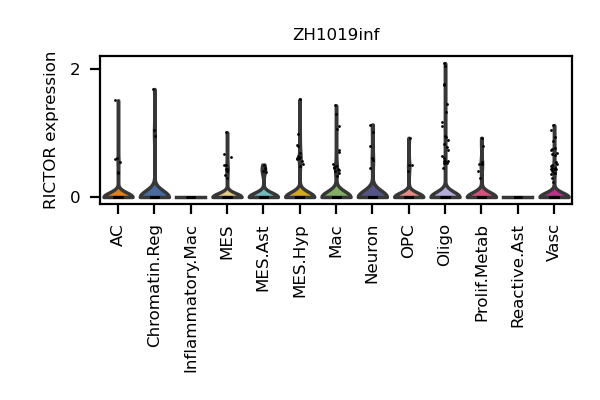 ZH1019inf
RICTOR expression
2
0
AC
Chromatin.Reg
Inflammatory.Mac
MES
MES.Ast
MES.Hyp
Mac
Neuron
OPC
Oligo
Prolif.Metab
Reactive.Ast
Vasc